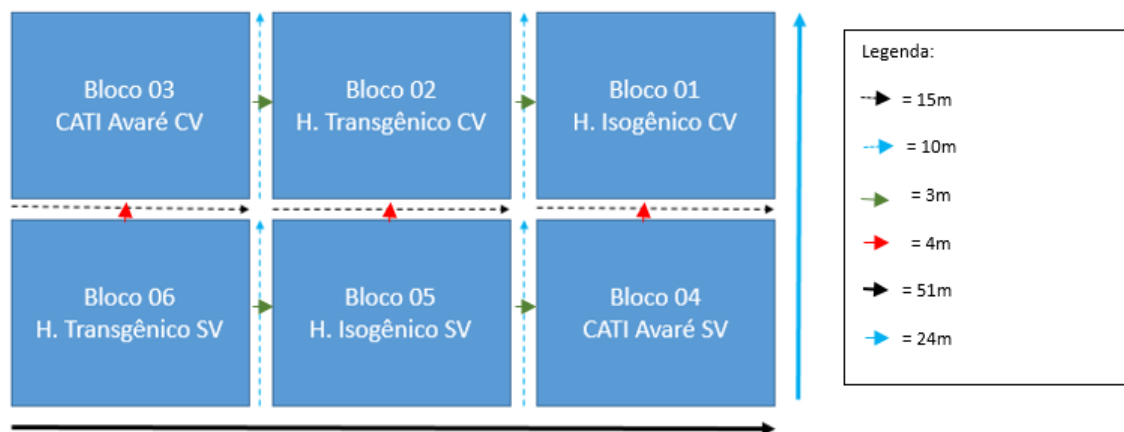 Bloco 03
CATI Avaré CV
Bloco 02
H. Transgênico CV
Bloco 01
H. Isogênico CV
Bloco 06
H. Transgênico SV
Bloco 05
H. Isogênico SV
Bloco 04
CATI Avaré SV
Legenda:
= 15m
= 10m
= 3m
= 4m
= 51m
= 24m